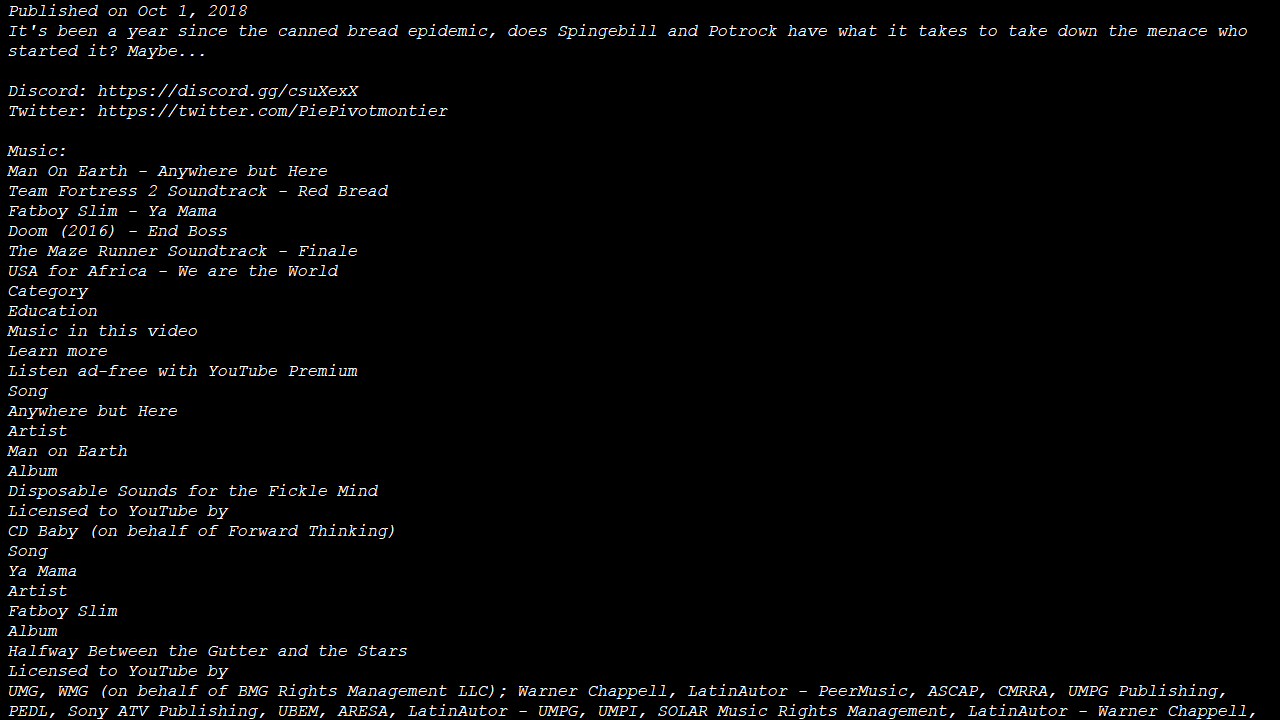 Published on Oct 1, 2018
It's been a year since the canned bread epidemic, does Spingebill and Potrock have what it takes to take down the menace who
started it? Maybe...
Discord: https://discord.gg/csuXexX
Twitter: https://twitter.com/PiePivotmontier
Music:
Man On Earth - Anywhere but Here
Team Fortress 2 Soundtrack - Red Bread
Fatboy Slim - Ya Mama
Doom (2016) - End Boss
The Maze Runner Soundtrack - Finale
USA for Africa - We are the World
Category
Education
Music in this video
Learn more
Listen ad-free with YouTube Premium
Song
Anywhere but Here
Artist
Man on Earth
Album
Disposable Sounds for the Fickle Mind
Licensed to YouTube by
CD Baby (on behalf of Forward Thinking)
Song
Ya Mama
Artist
Fatboy Slim
Album
Halfway Between the Gutter and the Stars
Licensed to YouTube by
UMG, WMG (on behalf of BMG Rights Management LLC); Warner Chappell, LatinAutor - PeerMusic, ASCAP, CMRRA, UMPG Publishing,
PEDL, Sony ATV Publishing, UBEM, ARESA, LatinAutor - UMPG, UMPI, SOLAR Music Rights Management, LatinAutor - Warner Chappell,